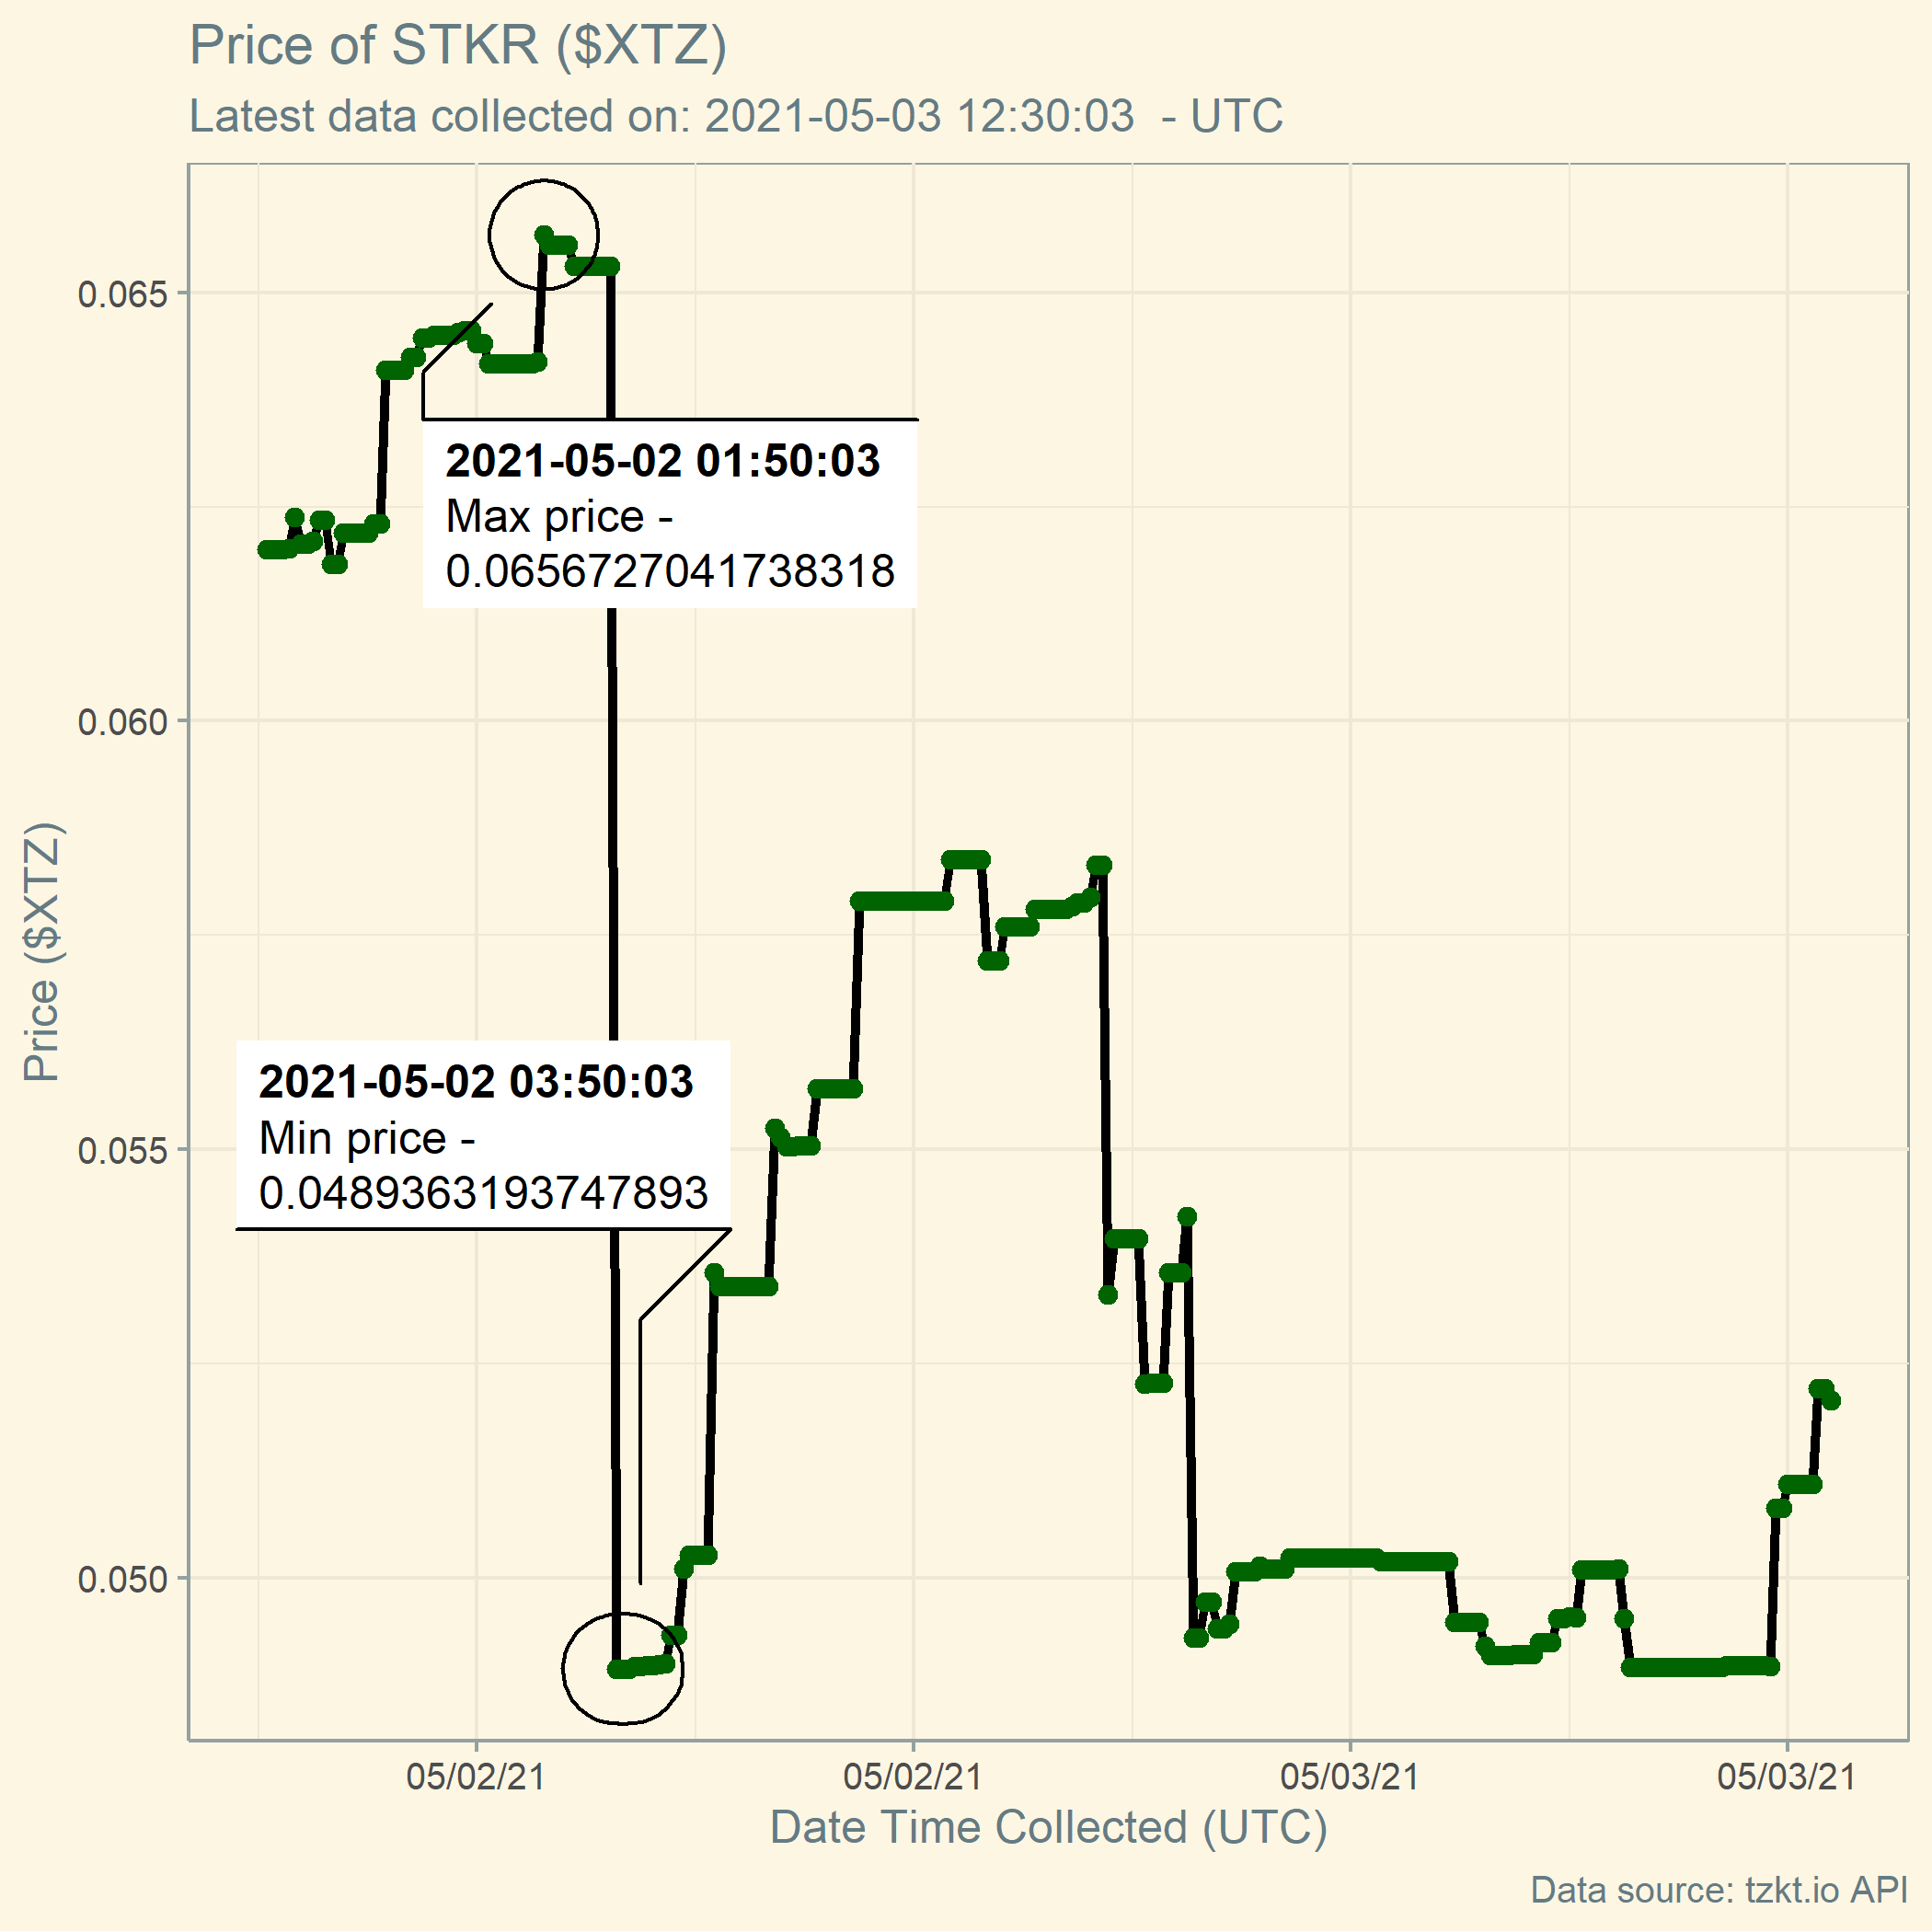 Price of STKR ($XTZ)
Latest data collected on: 2021-05-03 12:30:03  - UTC
Price ($XTZ)
0.065
0.060
0.055
0.050
2021-05-02 01:50:03
Max price -
0.0656727041738318
2021-05-02 03:50:03
Min price -
0.0489363193747893
05/02/21
05/02/21
05/03/21
05/03/21
Date Time Collected (UTC)
Data source: tzkt.io API